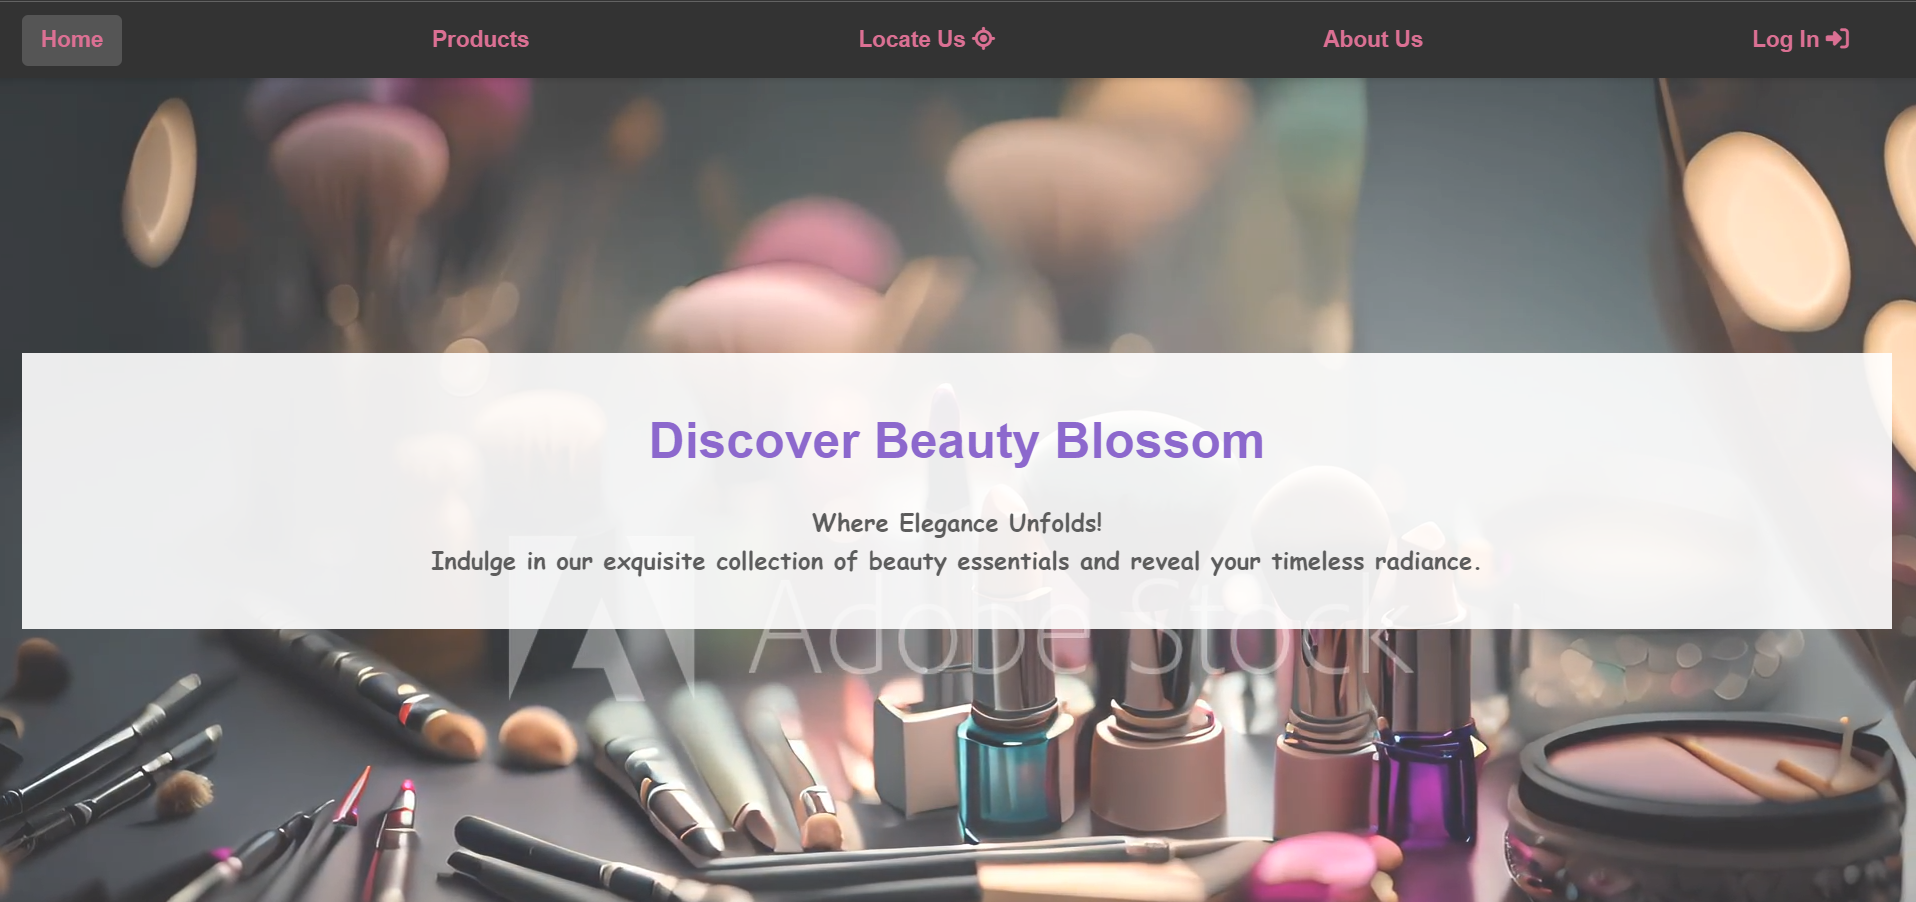 Home
Products
Locate Us
About Us
Log In
Discover Beauty Blossom
Where Elegance Unfolds!
Indulge in our exquisite collection of beauty essentials and reveal your timeless radiance.
Adobe Stock